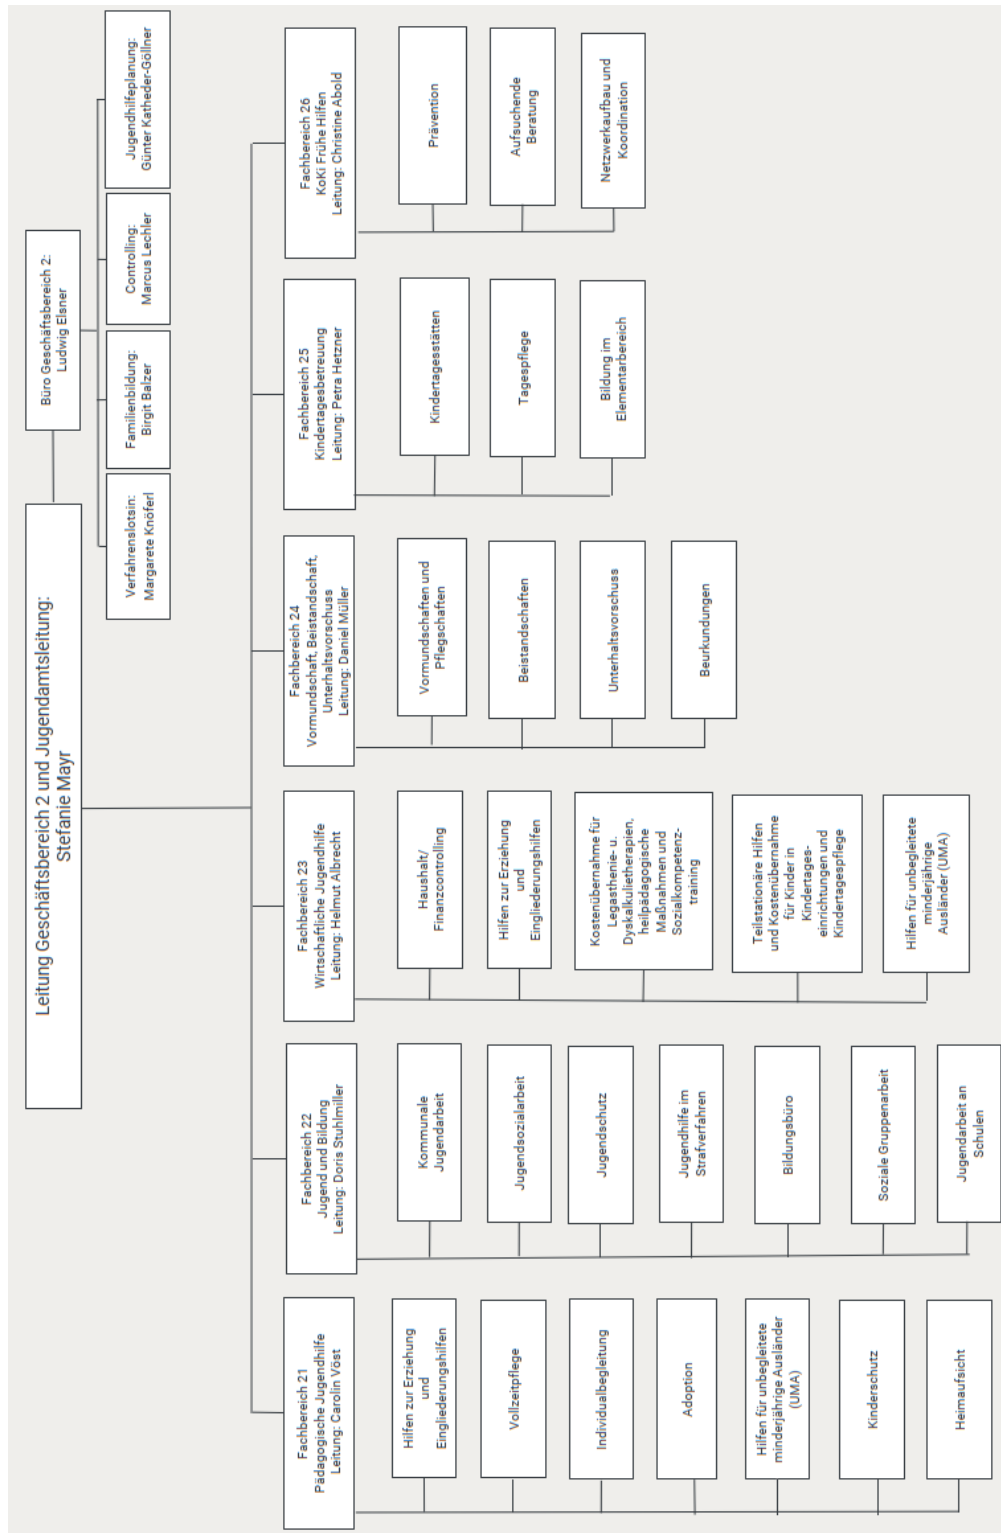 Leitung Geschäftsbereich 2 und Jugendamtsleitung:
Stefanie Mayr
Büro Geschäftsbereich 2:
Ludwig Elsner
Verfahrenslotsin:
Margarete Knöferl
Familienbildung:
Birgit Balzer
Controlling:
Marcus Lechler
Jugendhilfeplanung:
Günter Katheder-Göllner
Fachbereich 21
Pädagogische Jugendhilfe
Leitung: Carolin Vöst
Hilfen zur Erziehung
und
Eingliederungshilfen
Vollzeitpflege
Individualbegleitung
Adoption
Hilfen für unbegleitete
minderjährige Ausländer
(UMA)
Kinderschutz
Heimaufsicht
Fachbereich 22
Jugend und Bildung
Leitung: Doris Stuhlmiller
Kommunale
Jugendarbeit
Jugendsozialarbeit
Jugendschutz
Jugendhilfe im
Strafverfahren
Bildungsbüro
Soziale Gruppenarbeit
Jugendarbeit an
Schulen
Fachbereich 23
Wirtschaftliche Jugendhilfe
Leitung: Helmut Albrecht
Haushalt/
Finanzcontrolling
Hilfen zur Erziehung
und
Eingliederungshilfen
Kostenübernahme für
Legasthenie- u.
Dyskalkulietherapien,
heilpädagogische
Maßnahmen und
Sozialkompetenz-
training
Teilstationäre Hilfen
und Kostenübernahme
für Kinder in
Kindertages-
einrichtungen und
Kindertagespflege
Hilfen für unbegleitete
minderjährige
Ausländer (UMA)
Fachbereich 24
Vormundschaft, Beistandschaft,
Unterhaltsvorschuss
Leitung: Daniel Müller
Vormundschaften und
Pflegschaften
Beistandschaften
Unterhaltsvorschuss
Beurkundungen
Fachbereich 25
Kindertagesbetreuung
Leitung: Petra Hetzner
Kindertagesstätten
Tagespflege
Bildung im
Elementarbereich
Fachbereich 26
KoKi Frühe Hilfen
Leitung: Christine Abold
Prävention
Aufsuchende
Beratung
Netzwerkaufbau und
Koordination